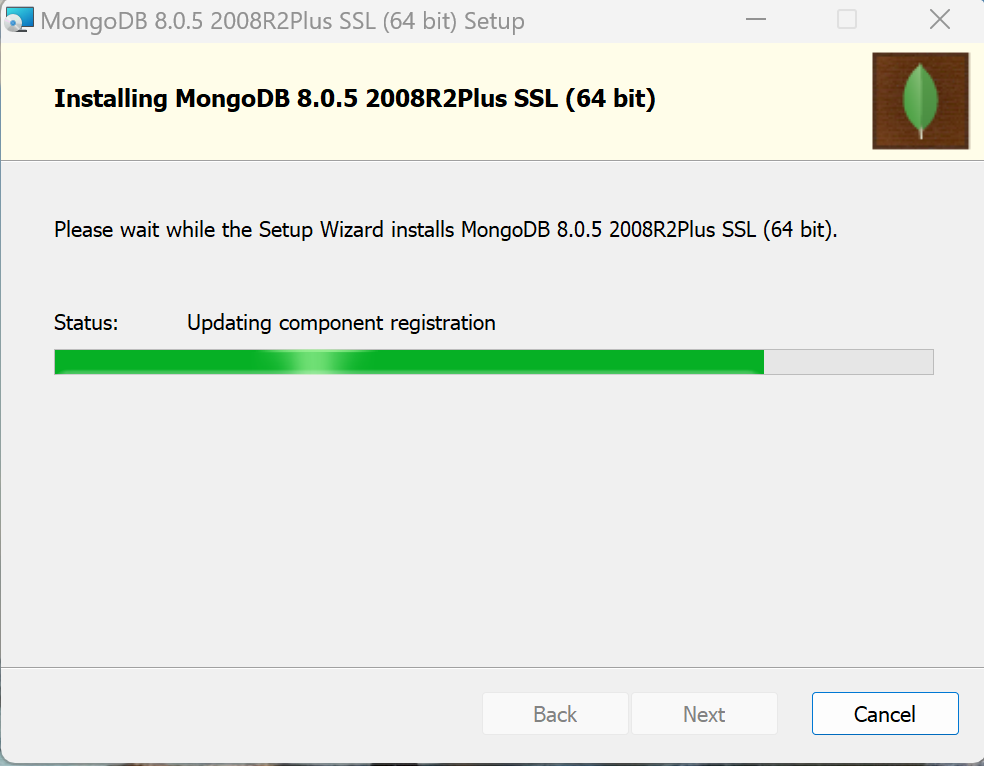 MongoDB 8.0.5 2008R2Plus SSL (64 bit) Setup
Installing MongoDB 8.0.5 2008R2Plus SSL (64 bit)
Please wait while the Setup Wizard installs MongoDB 8.0.5 2008R2Plus SSL (64 bit).
Status: Updating component registration
Back Next Cancel